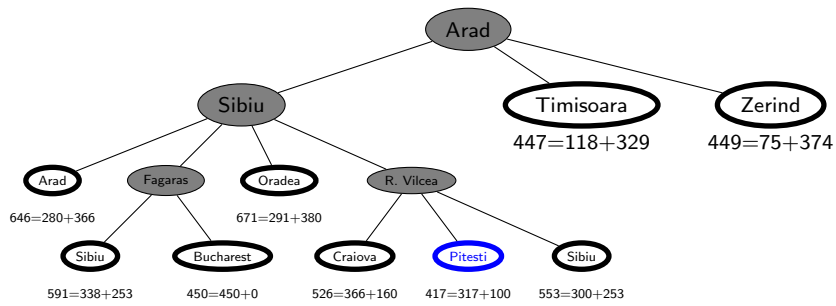 Arad
Sibiu
Timisoara
Zerind
447=118+329
449=75+374
Arad
Fagaras
Oradea
R. Vilcea
646=280+366
671=291+380
Sibiu
Bucharest
Craiova
Pitesti
Sibiu
591=338+253
450=450+0
526=366+160
417=317+100
553=300+253